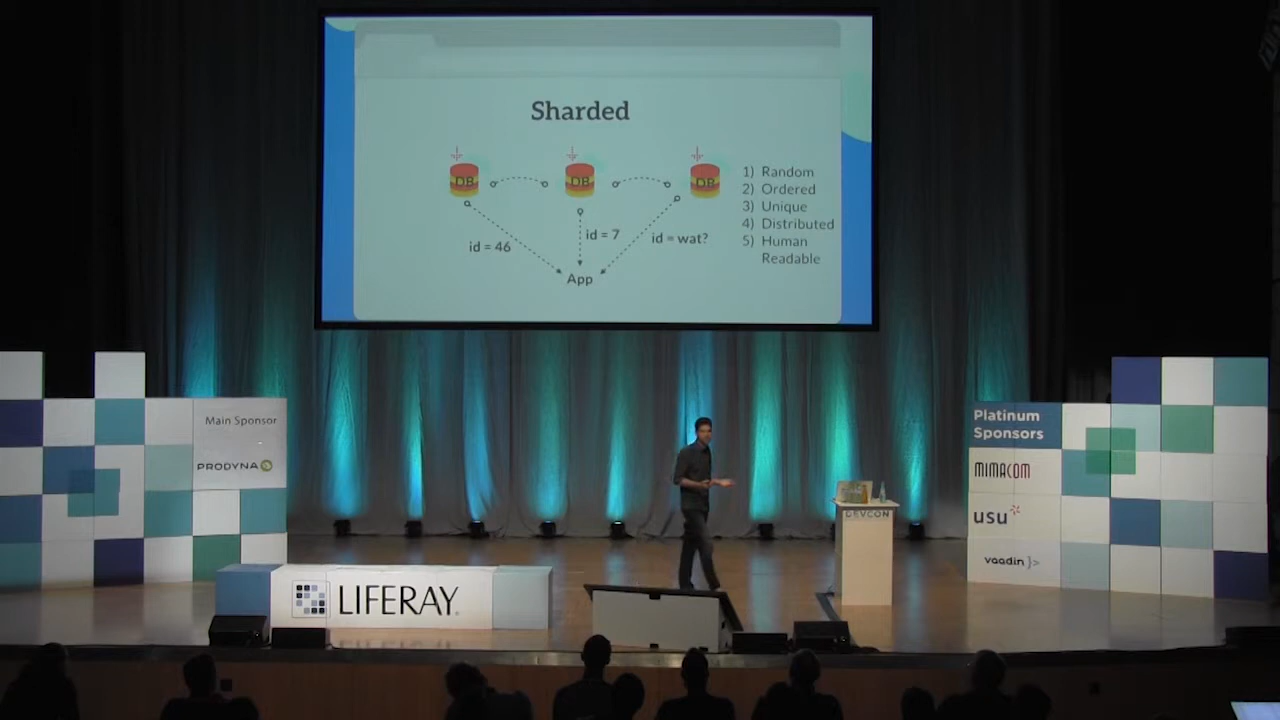 Sharded
DB
DB
DB
id = 46
id = 7
id = wat?
App
1) Random
2) Ordered
3) Unique
4) Distributed
5) Human
Readable
Main Sponsor
PRODYNA
LIFERAY
DEVCON
Platinum
Sponsors
mimacom
usu
vaadin}>